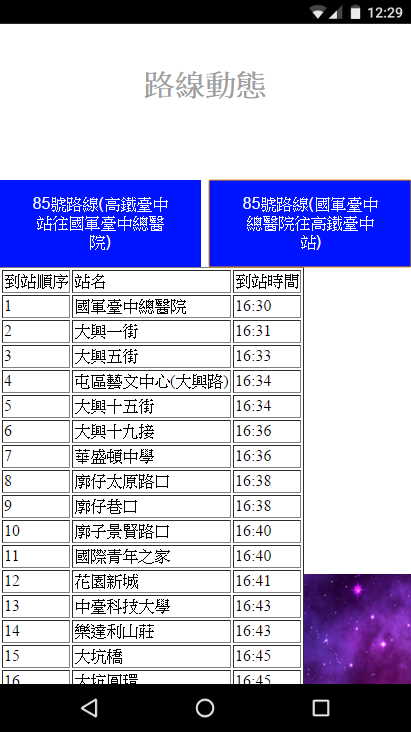 12:29
路線動態
85號路線(高鐵臺中
站往國軍臺中總醫
院)
85號路線(國軍臺中
總醫院往高鐵臺中
站)
到站順序 站名 到站時間
1 國軍臺中總醫院 16:30
2 大興一街 16:31
3 大興五街 16:33
4 屯區藝文中心(大興路) 16:34
5 大興十五街 16:34
6 大興十九接 16:36
7 華盛頓中學 16:36
8 廓仔太原路口 16:38
9 廓仔巷口 16:38
10 廓子景賢路口 16:40
11 國際青年之家 16:40
12 花園新城 16:41
13 中臺科技大學 16:43
14 樂達利山莊 16:43
15 大坑橋 16:45
16 大坑圓環 16:45